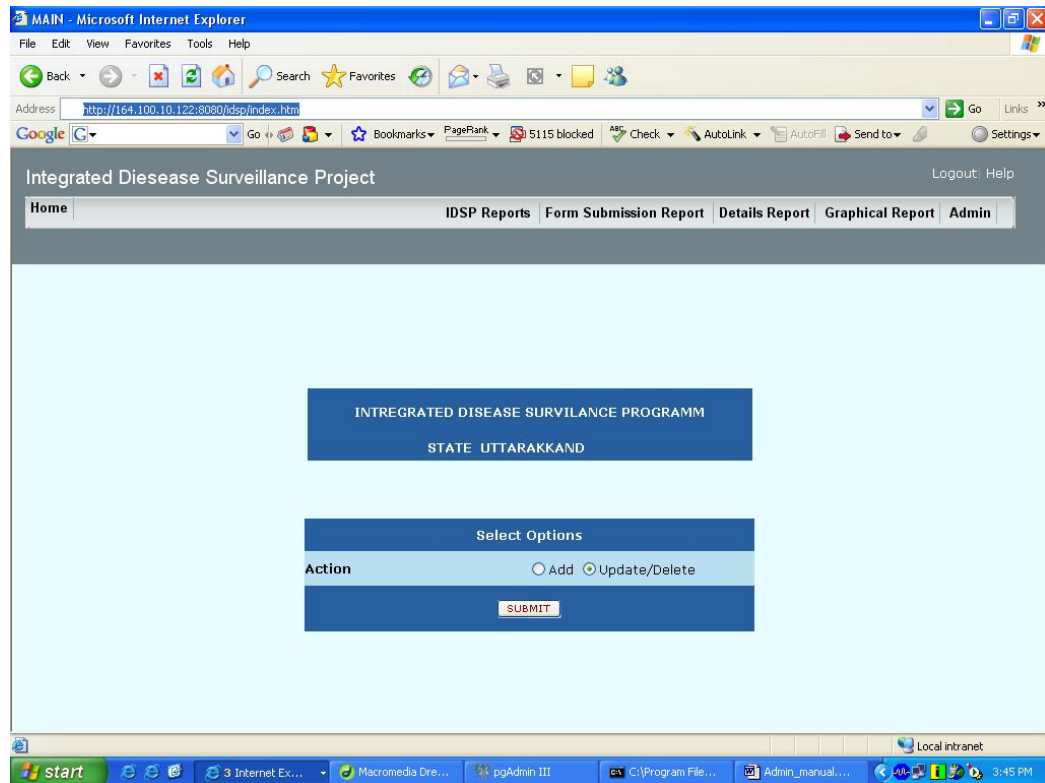 MAIN - Microsoft Internet Explorer
File Edit View Favorites Tools Help
Back Search Favorites
Address http://164.100.10.122:8080/idsp/index.htm Go Links »
Google G Go Bookmarks PageRank 5115 blocked Check AutoLink AutoFill Send to Settings
Integrated Diesease Surveillance Project Logout| Help
Home IDSP Reports Form Submission Report Details Report Graphical Report Admin
INTREGRATED DISEASE SURVILANCE PROGRAMM
STATE UTTARAKKAND
Select Options
Action Add Update/Delete
SUBMIT
Local intranet
start 3 Internet Ex... Macromedia Dre... pgAdmin III C:\Program File... Admin_manual.... 3:45 PM